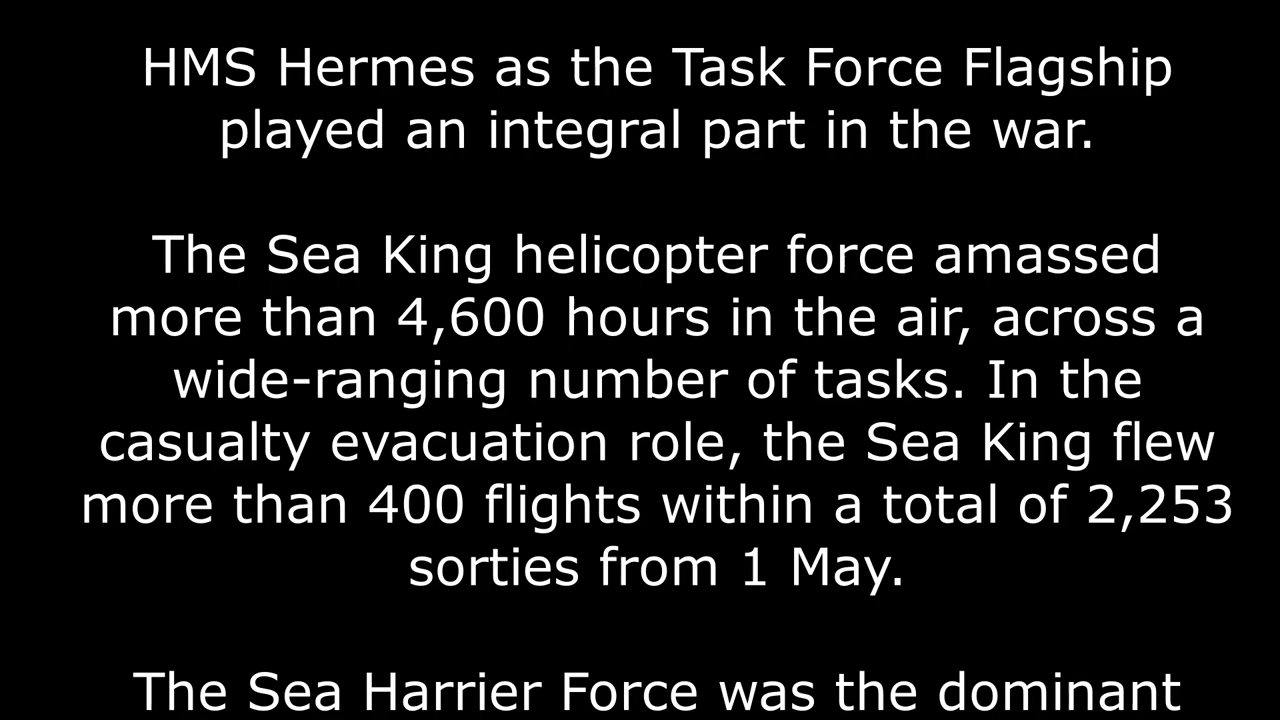 HMS Hermes as the Task Force Flagship
played an integral part in the war.
The Sea King helicopter force amassed
more than 4,600 hours in the air, across a
wide-ranging number of tasks. In the
casualty evacuation role, the Sea King flew
more than 400 flights within a total of 2,253
sorties from 1 May.
The Sea Harrier Force was the dominant